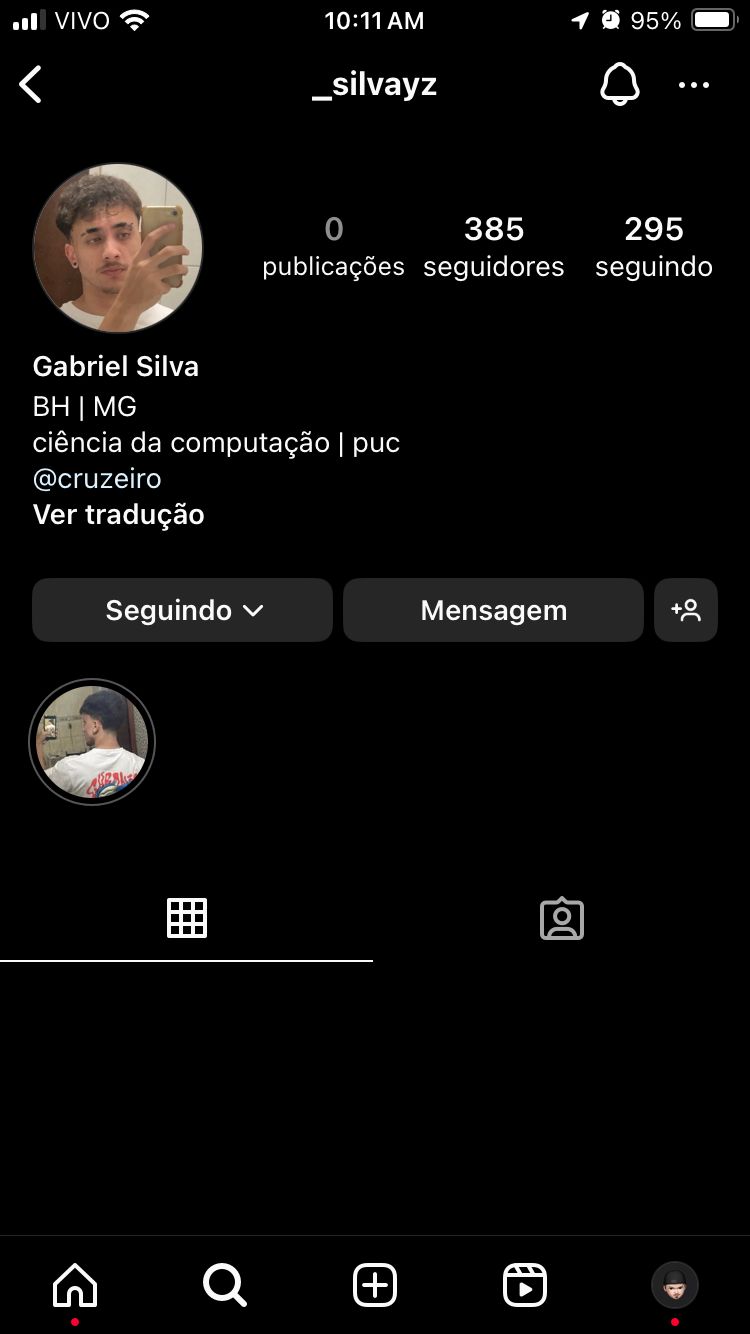 VIVO 10:11 AM 95%
_silvayz
0 385 295
publicações seguidores seguindo
Gabriel Silva
BH | MG
ciência da computação | puc
@cruzeiro
Ver tradução
Seguindo Mensagem